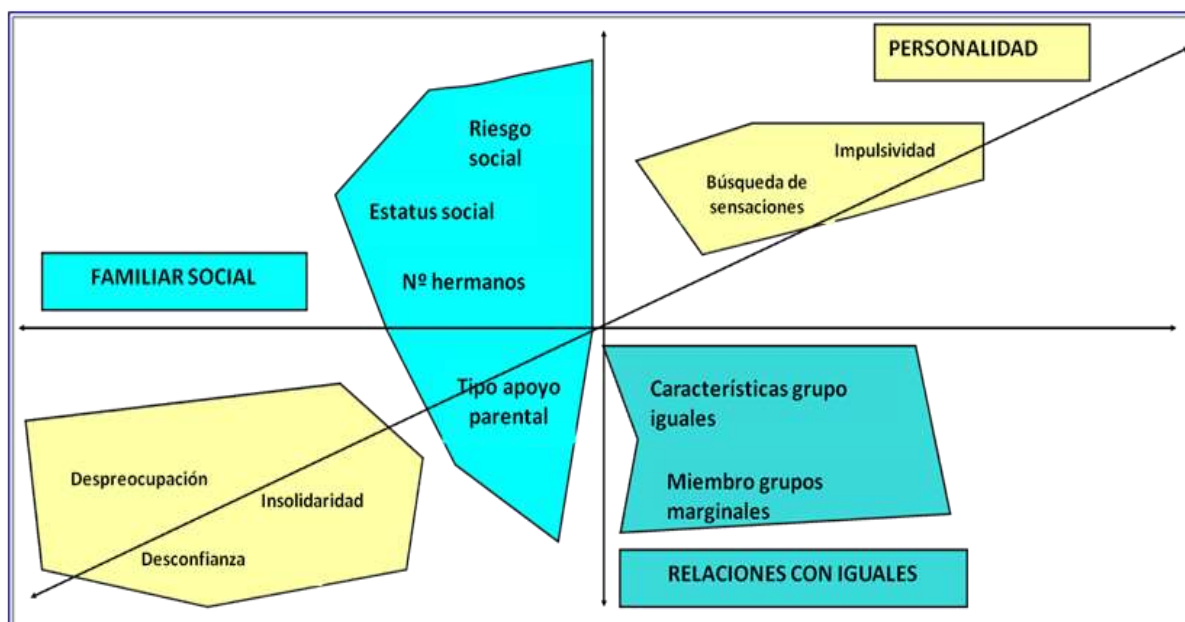 PERSONALIDAD
Riesgo
social
Impulsividad
Búsqueda de
sensaciones
Estatus social
FAMILIAR SOCIAL
Nº hermanos
Tipo apoyo
parental
Características grupo
iguales
Despreocupación
Insolidaridad
Miembro grupos
marginales
Desconfianza
RELACIONES CON IGUALES